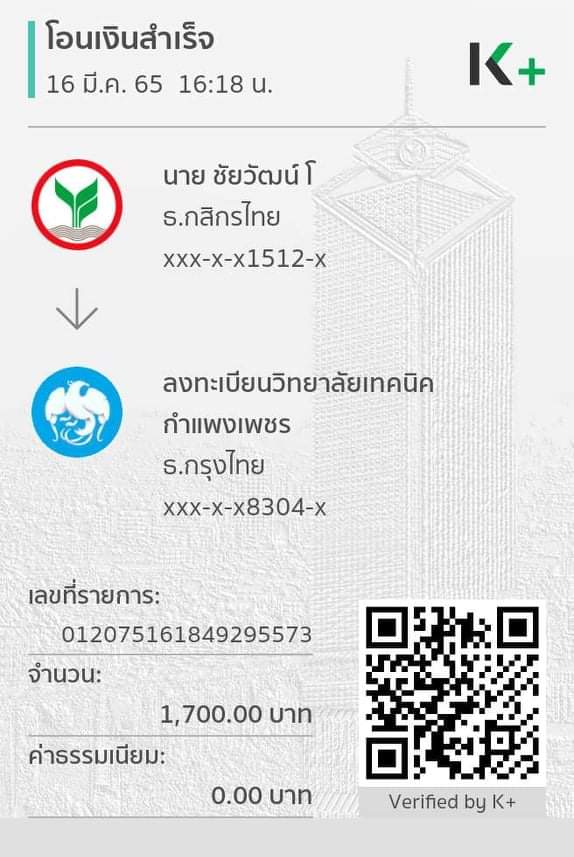 โอนเงินสำเร็จ
16 มี.ค. 65 16:18 น.
K+
นาย ชัยวัฒน์ โ
ธ.กสิกรไทย
xxx-x-x1512-x
ลงทะเบียนวิทยาลัยเทคนิค
กำแพงเพชร
ธ.กรุงไทย
xxx-x-x8304-x
เลขที่รายการ:
012075161849295573
จำนวน:
1,700.00 บาท
ค่าธรรมเนียม:
0.00 บาท
Verified by K+